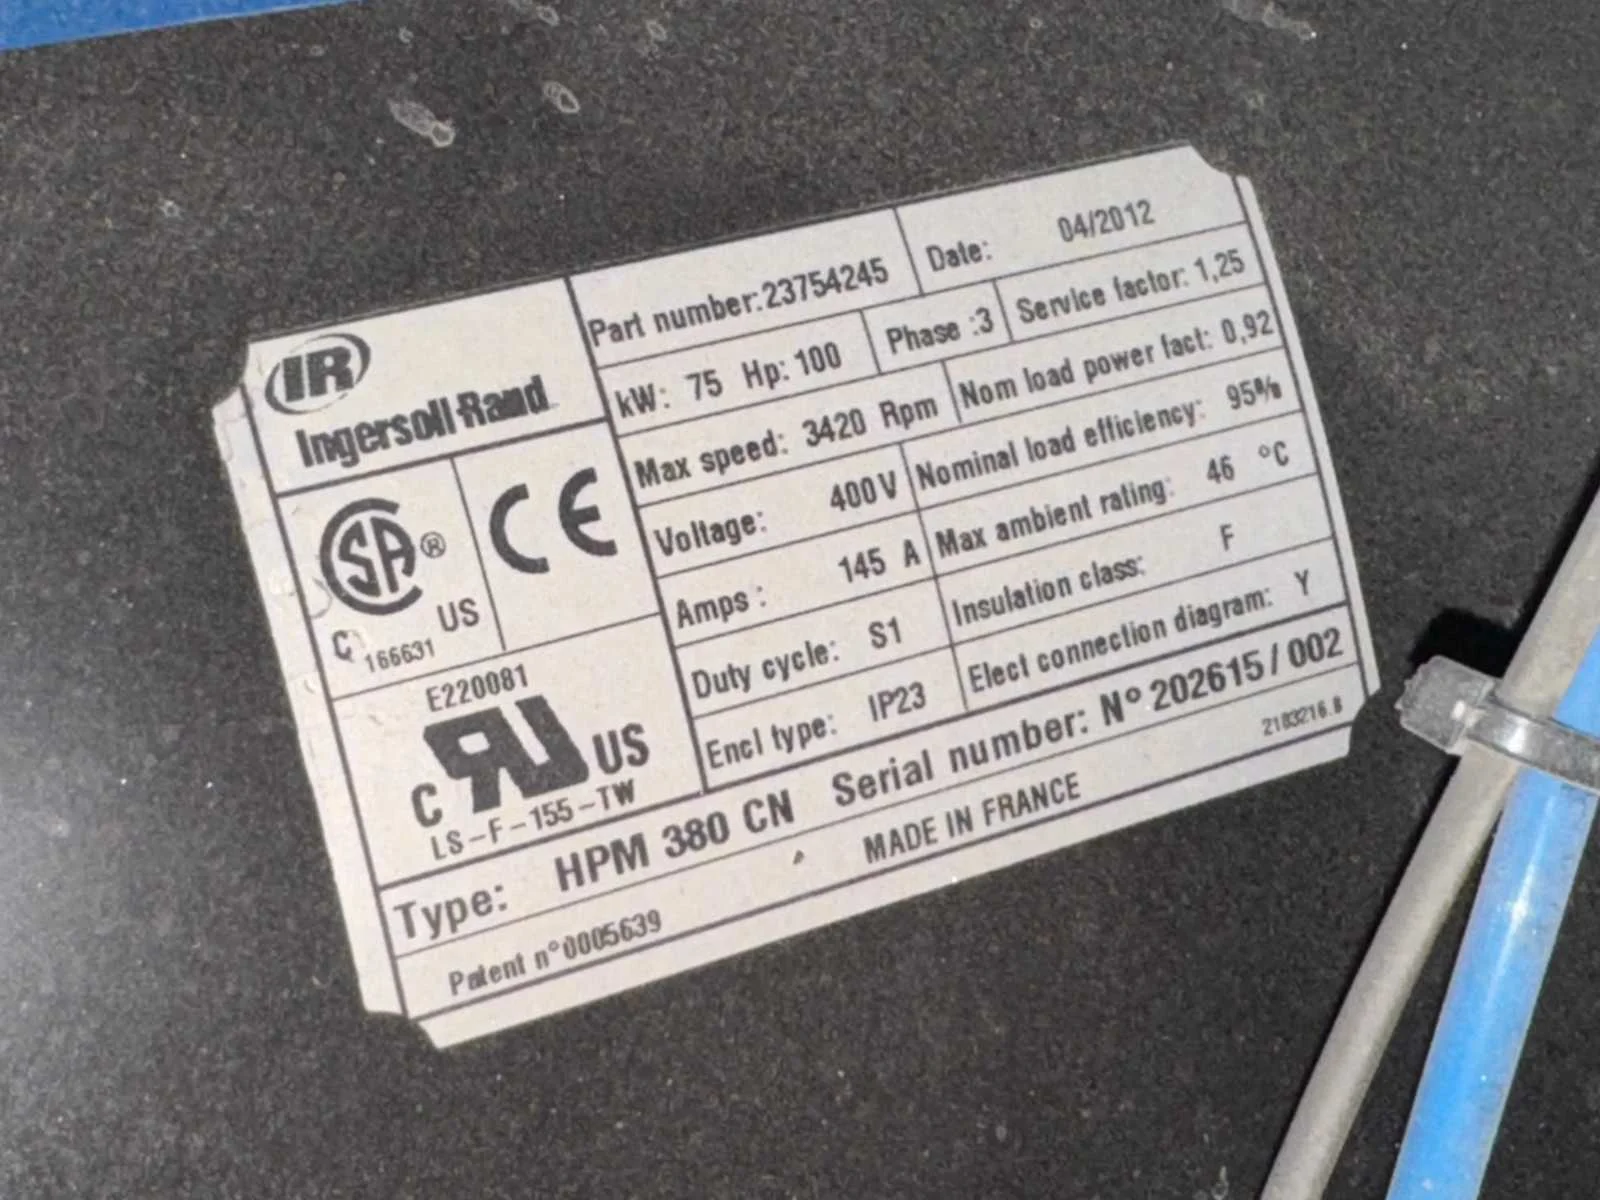 IR
Ingersoll-Rand
Part number:23754245 Date: 04/2012
kW: 75 Hp: 100 Phase :3 Service factor: 1,25
Max speed: 3420 Rpm Nom load power fact: 0,92
Voltage: 400V Nominal load efficiency: 95%
Amps : 145 A Max ambient rating: 46 °C
Duty cycle: S1 Insulation class: F
Encl type: IP23 Elect connection diagram: Y
SA ® CE
C US
166631
E220081
C RU US
LS-F-155-TW
Type: HPM 380 CN Serial number: N° 202615/002
Patent n°0005639 MADE IN FRANCE